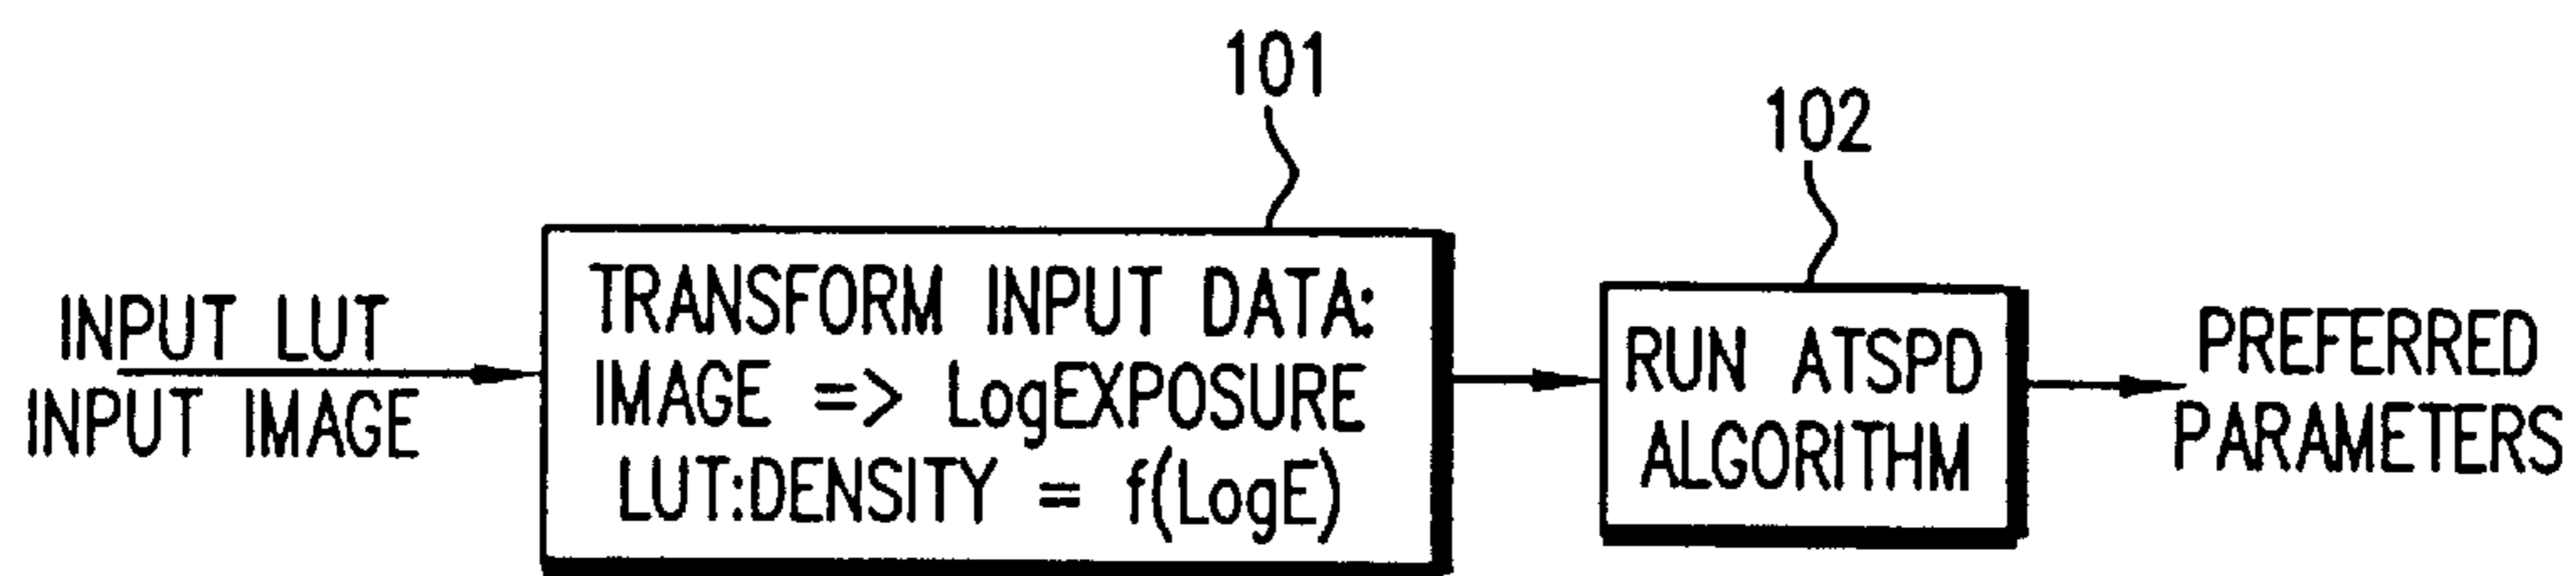 101
102
INPUT LUT
INPUT IMAGE
TRANSFORM INPUT DATA:
IMAGE => LogEXPOSURE
LUT:DENSITY = f(LogE)
RUN ATSPD
ALGORITHM
PREFERRED
PARAMETERS